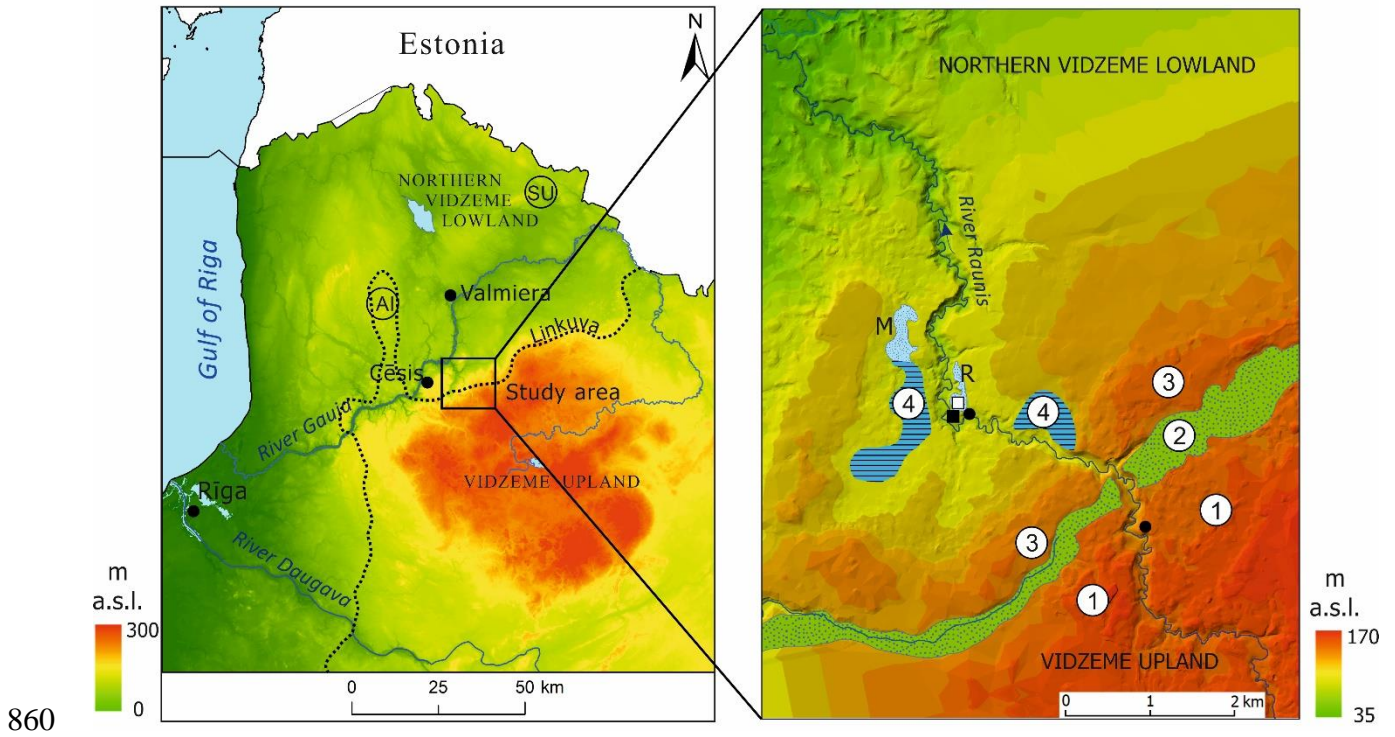 Estonia
N
NORTHERN
VIDZEME
LOWLAND
SU
Gulf of Riga
AI
Valmiera
Linkuva
Cēsis
Study area
River Gauja
VIDZEME UPLAND
Rīga
River Daugava
m
a.s.l.
300
0
0 25 50 km
NORTHERN VIDZEME LOWLAND
River Raunis
M
R
3
4
4
2
1
3
1
VIDZEME UPLAND
0 1 2 km
m
a.s.l.
170
35
860